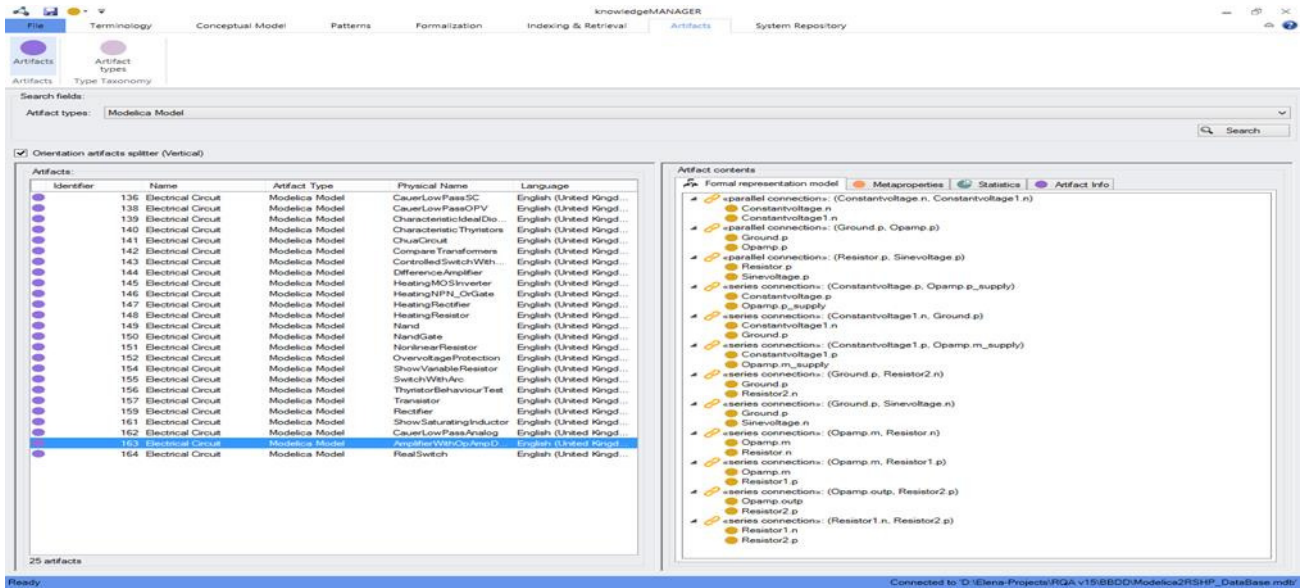 knowledgeMANAGER
File Terminology Conceptual Model Patterns Formalization Indexing & Retrieval Artifacts System Repository
Artifacts Artifact types
Artifacts Type Taxonomy
Search fields:
Artifact types: Modelica Model
Search
Orientation artifacts splitter (Vertical)
Artifacts:
Identifier Name Artifact Type Physical Name Language
136 Electrical Circuit Modelica Model CauerLowPassSC English (United Kingd...
138 Electrical Circuit Modelica Model CauerLowPassOPV English (United Kingd...
139 Electrical Circuit Modelica Model CharacteristicIdealDio... English (United Kingd...
140 Electrical Circuit Modelica Model CharacteristicThyristors English (United Kingd...
141 Electrical Circuit Modelica Model ChuaCircuit English (United Kingd...
142 Electrical Circuit Modelica Model CompareTransformers English (United Kingd...
143 Electrical Circuit Modelica Model ControlledSwitchWith... English (United Kingd...
144 Electrical Circuit Modelica Model DifferenceAmplifier English (United Kingd...
145 Electrical Circuit Modelica Model HeatingMOSInverter English (United Kingd...
146 Electrical Circuit Modelica Model HeatingNPN_OrGate English (United Kingd...
147 Electrical Circuit Modelica Model HeatingRectifier English (United Kingd...
148 Electrical Circuit Modelica Model HeatingResistor English (United Kingd...
149 Electrical Circuit Modelica Model Nand English (United Kingd...
150 Electrical Circuit Modelica Model NandGate English (United Kingd...
151 Electrical Circuit Modelica Model NonlinearResistor English (United Kingd...
152 Electrical Circuit Modelica Model OvervoltageProtection English (United Kingd...
154 Electrical Circuit Modelica Model ShowVariableResistor English (United Kingd...
155 Electrical Circuit Modelica Model SwitchWithArc English (United Kingd...
156 Electrical Circuit Modelica Model ThyristorBehaviourTest English (United Kingd...
157 Electrical Circuit Modelica Model Transistor English (United Kingd...
159 Electrical Circuit Modelica Model Rectifier English (United Kingd...
161 Electrical Circuit Modelica Model ShowSaturatingInductor English (United Kingd...
162 Electrical Circuit Modelica Model CauerLowPassAnalog English (United Kingd...
163 Electrical Circuit Modelica Model AmplifierWithOpAmpD... English (United Kingd...
164 Electrical Circuit Modelica Model RealSwitch English (United Kingd...
25 artifacts
Artifact contents
Formal representation model Metaproperties Statistics Artifact Info
«parallel connection»: (Constantvoltage.n, Constantvoltage1.n)
Constantvoltage.n
Constantvoltage1.n
«parallel connection»: (Ground.p, Opamp.p)
Ground.p
Opamp.p
«parallel connection»: (Resistor.p, Sinevoltage.p)
Resistor.p
Sinevoltage.p
«series connection»: (Constantvoltage.p, Opamp.p_supply)
Constantvoltage.p
Opamp.p_supply
«series connection»: (Constantvoltage1.n, Ground.p)
Constantvoltage1.n
Ground.p
«series connection»: (Constantvoltage1.p, Opamp.m_supply)
Constantvoltage1.p
Opamp.m_supply
«series connection»: (Ground.p, Resistor2.n)
Ground.p
Resistor2.n
«series connection»: (Ground.p, Sinevoltage.n)
Ground.p
Sinevoltage.n
«series connection»: (Opamp.m, Resistor.n)
Opamp.m
Resistor.n
«series connection»: (Opamp.m, Resistor1.p)
Opamp.m
Resistor1.p
«series connection»: (Opamp.outp, Resistor2.p)
Opamp.outp
Resistor2.p
«series connection»: (Resistor1.n, Resistor2.p)
Resistor1.n
Resistor2.p
Ready Connected to 'D:\Elena-Projects\RQA v15\BBDD\Modelica2RSHP_DataBase.mdb'